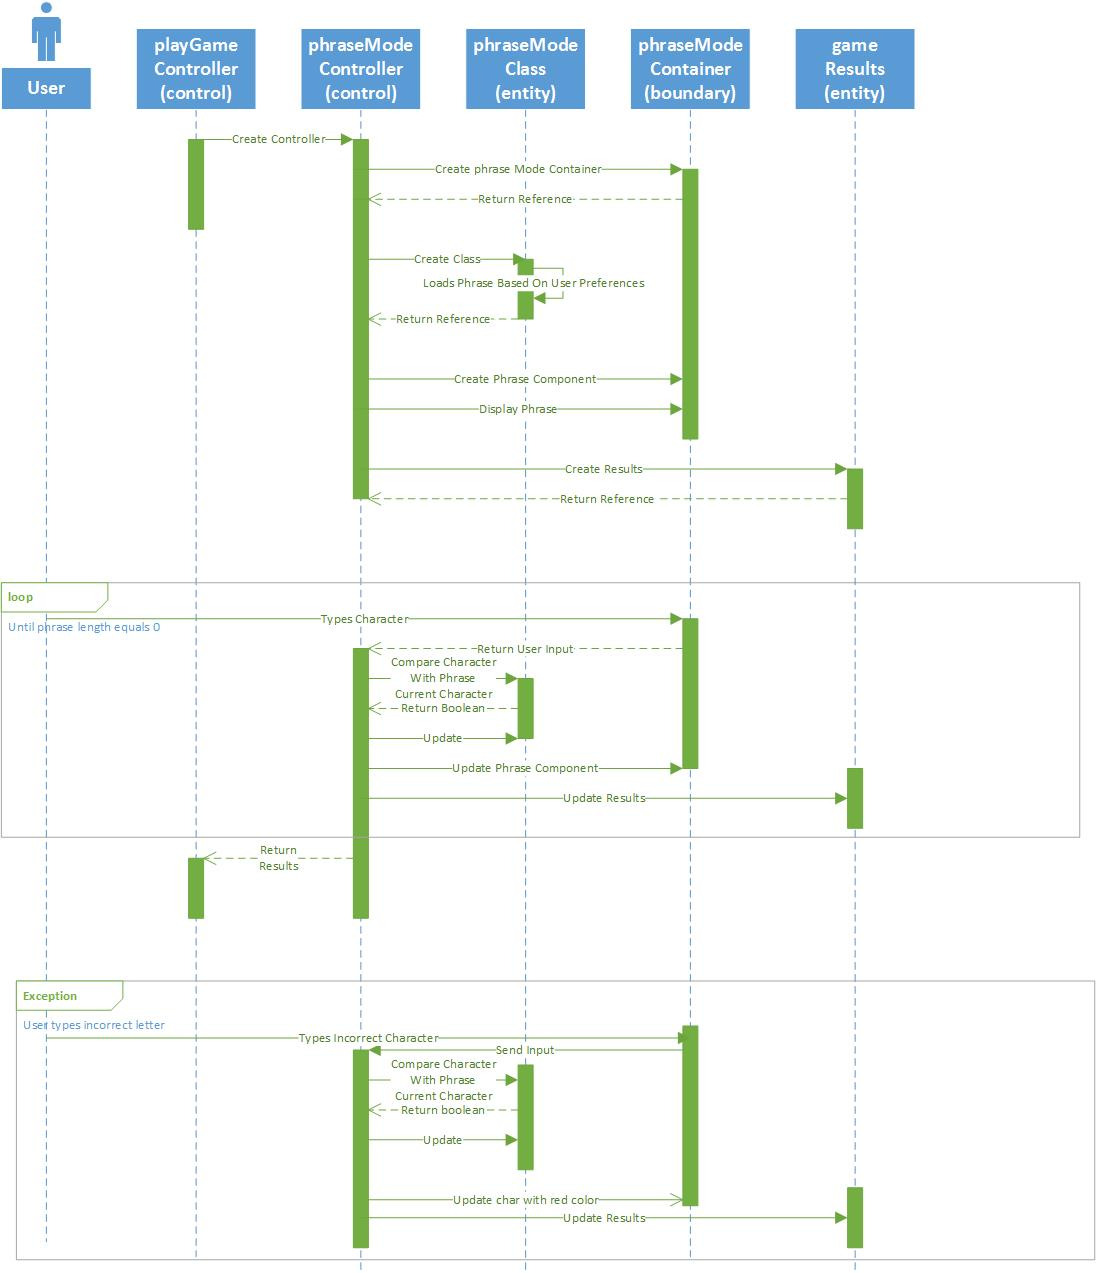 User
playGame
Controller
(control)
phraseMode
Controller
(control)
phraseMode
Class
(entity)
phraseMode
Container
(boundary)
game
Results
(entity)
Create Controller
Create phrase Mode Container
Return Reference
Create Class
Loads Phrase Based On User Preferences
Return Reference
Create Phrase Component
Display Phrase
Create Results
Return Reference
loop
Until phrase length equals 0
Types Character
Return User Input
Compare Character
With Phrase
Current Character
Return Boolean
Update
Update Phrase Component
Update Results
Return
Results
Exception
User types incorrect letter
Types Incorrect Character
Send Input
Compare Character
With Phrase
Current Character
Return boolean
Update
Update char with red color
Update Results